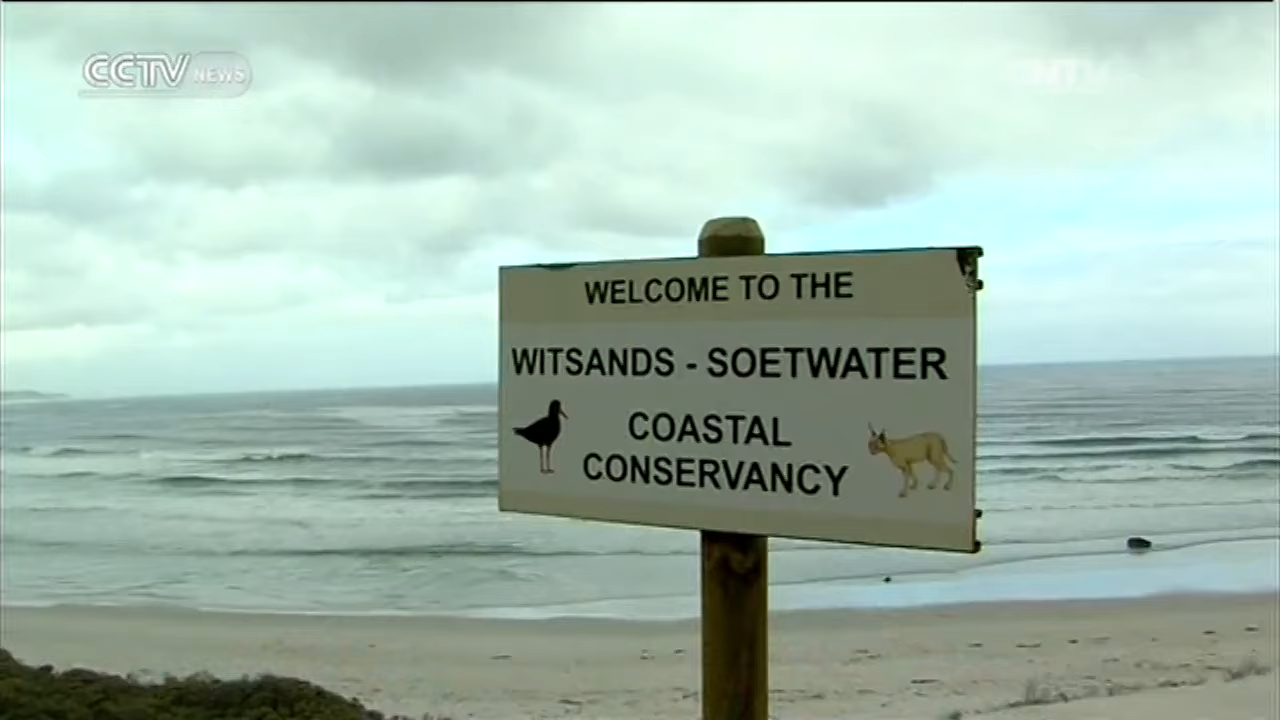 CCTV NEWS
WELCOME TO THE
WITSANDS - SOETWATER
COASTAL
CONSERVANCY